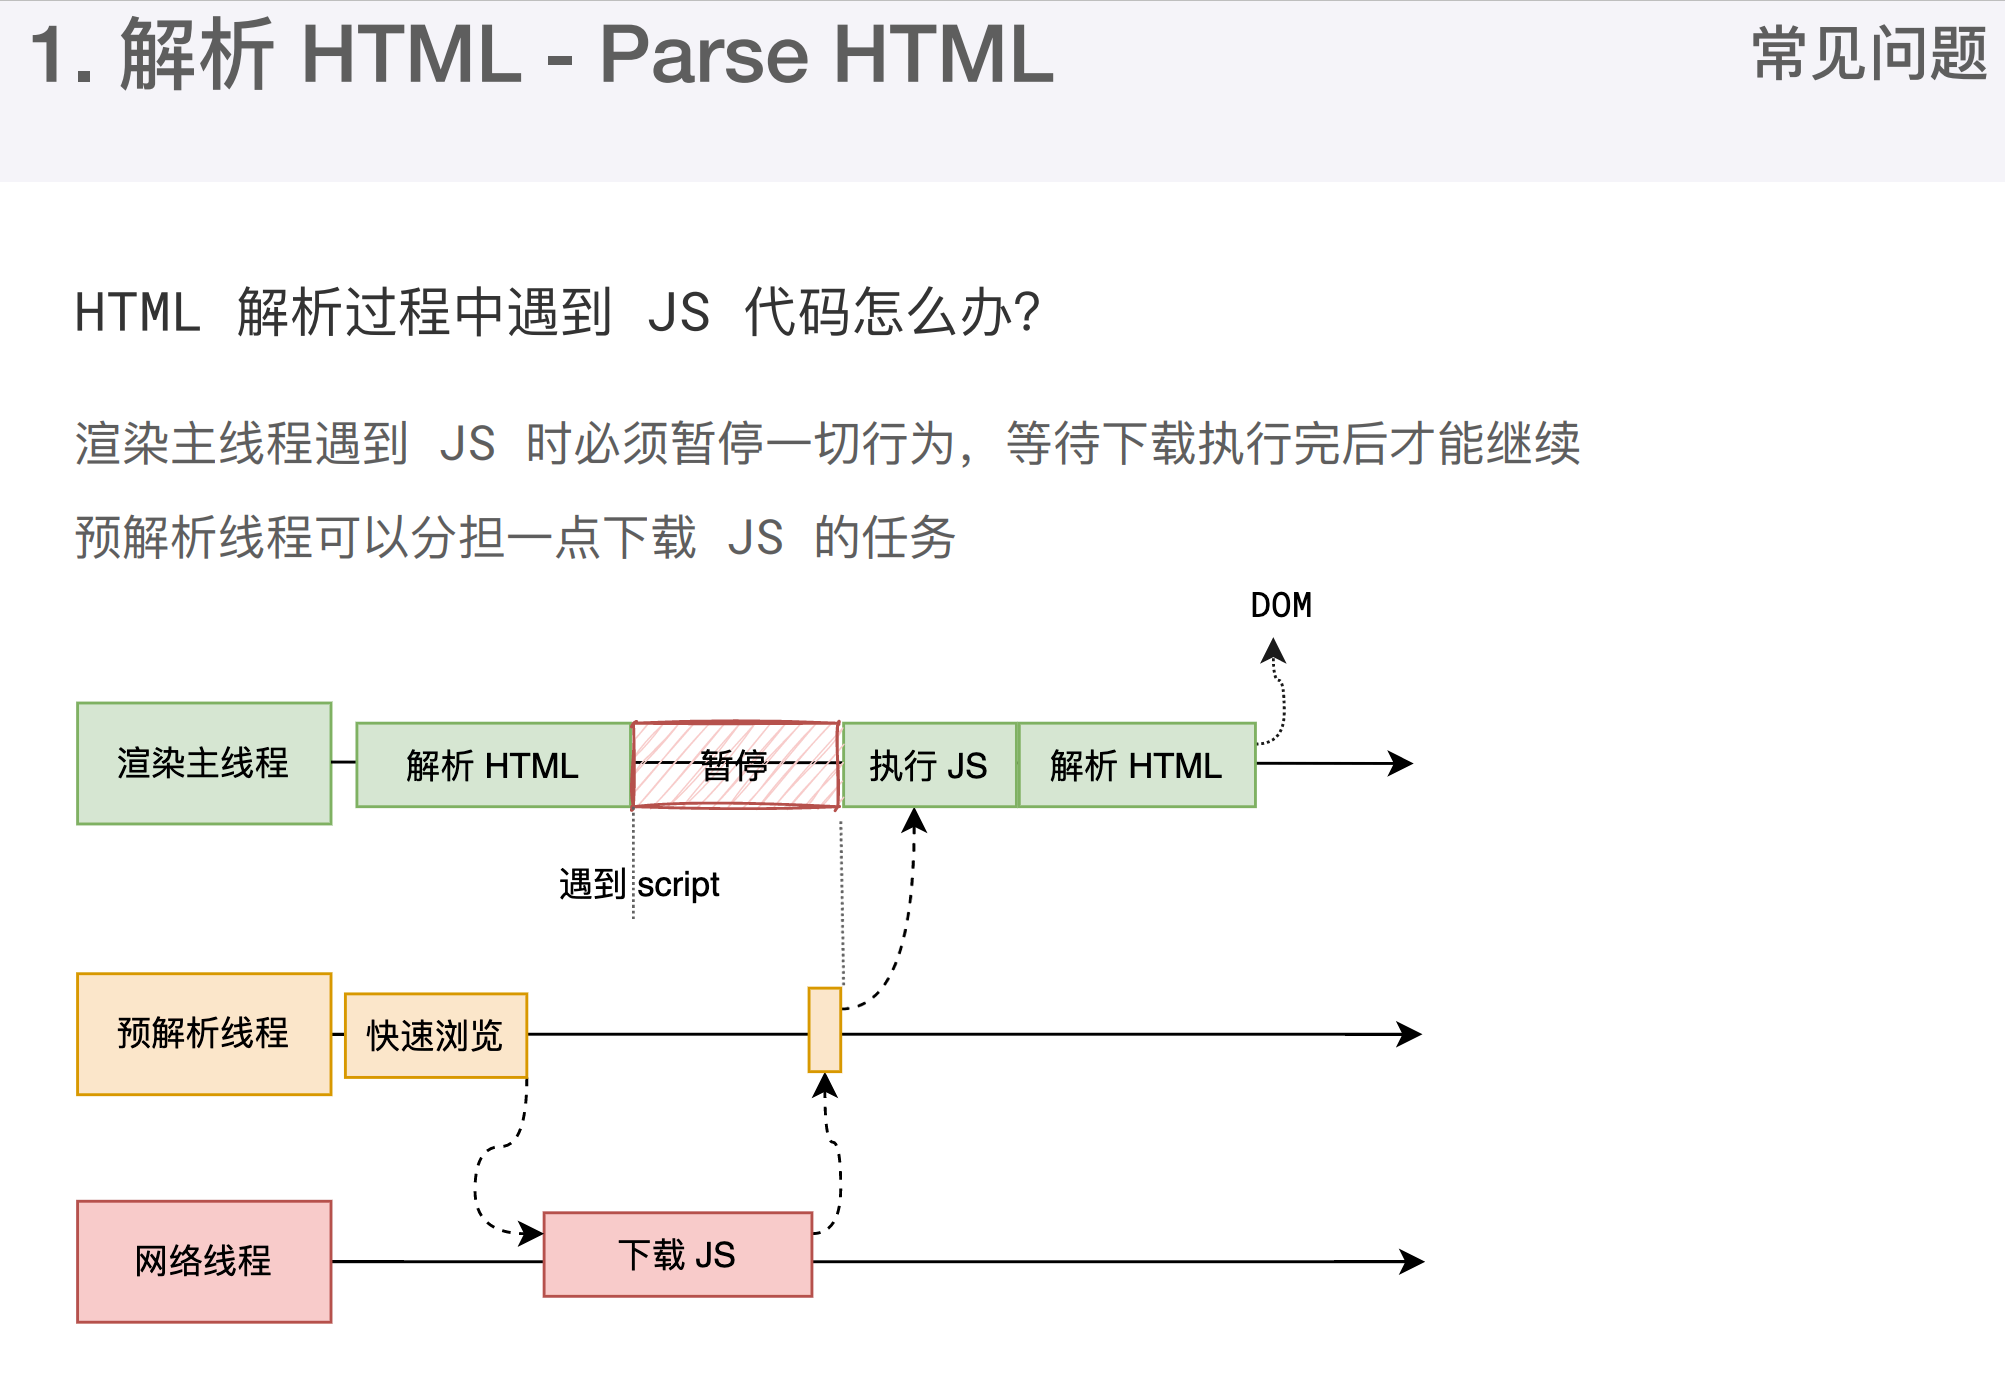 1. 解析 HTML - Parse HTML
常见问题
HTML 解析过程中遇到 JS 代码怎么办?
渲染主线程遇到 JS 时必须暂停一切行为，等待下载执行完后才能继续
预解析线程可以分担一点下载 JS 的任务
DOM
渲染主线程
解析 HTML
暂停
执行 JS
解析 HTML
遇到 script
预解析线程
快速浏览
网络线程
下载 JS